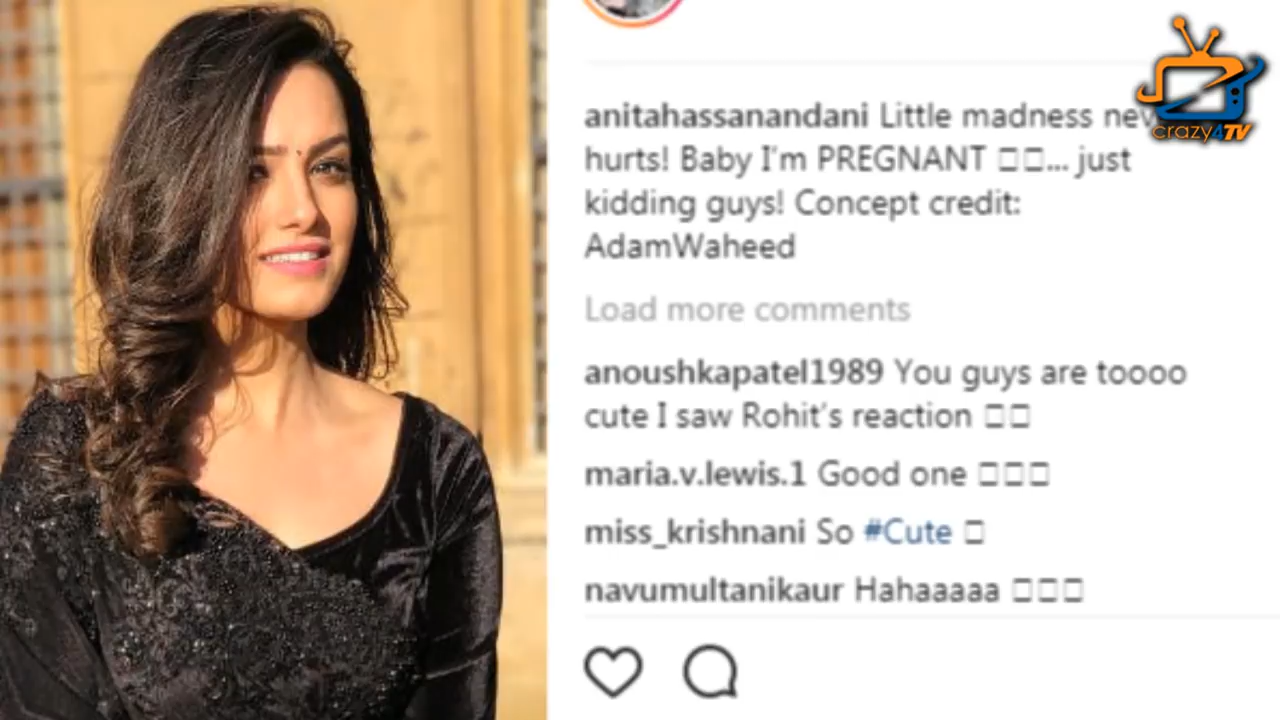 anitahassanandani Little madness
hurts! Baby I'm PREGNANT ... just
kidding guys! Concept credit:
AdamWaheed
Load more comments
anoushkapatel1989 You guys are toooo
cute I saw Rohit's reaction
maria.v.lewis.1 Good one
miss_krishnani So #Cute
navumultanikaur Hahaaaaa
crazy4TV